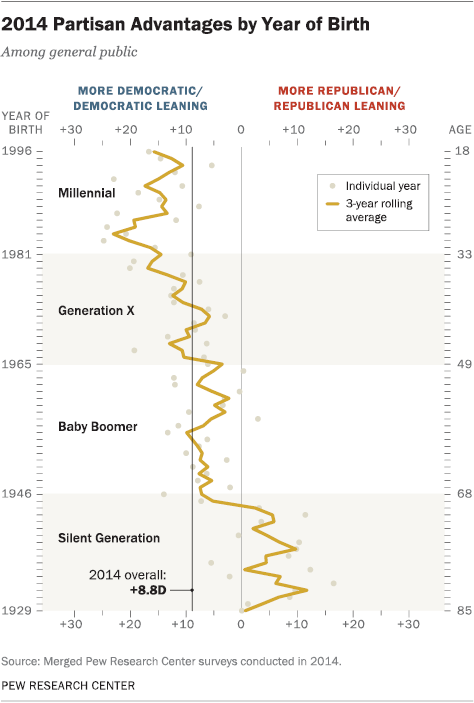 2014 Partisan Advantages by Year of Birth
Among general public
MORE DEMOCRATIC/
DEMOCRATIC LEANING
MORE REPUBLICAN/
REPUBLICAN LEANING
YEAR OF
BIRTH
+30 +20 +10 0 +10 +20 +30
AGE
1996 18
Individual year
3-year rolling
average
Millennial
1981 33
Generation X
1965 49
Baby Boomer
1946 68
Silent Generation
2014 overall:
+8.8D
1929 85
+30 +20 +10 0 +10 +20 +30
Source: Merged Pew Research Center surveys conducted in 2014.
PEW RESEARCH CENTER